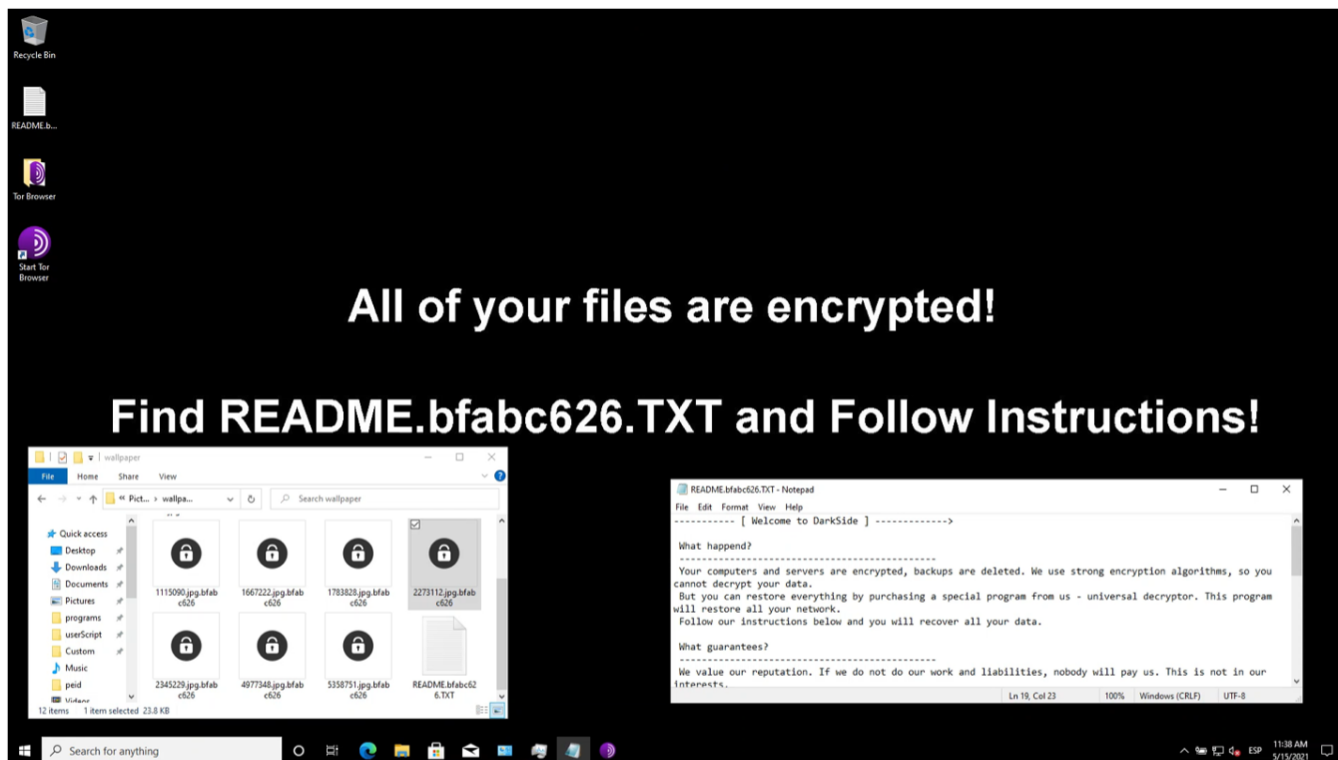 Recycle Bin
README.b...
Tor Browser
Start Tor
Browser
All of your files are encrypted!
Find README.bfabc626.TXT and Follow Instructions!
wallpaper
File Home Share View
Pict... › wallpa...
Search wallpaper
Quick access
Desktop
Downloads
Documents
Pictures
programs
userScript
Custom
Music
peid
Videos
1115090.jpg.bfab
c626
1667222.jpg.bfab
c626
1783828.jpg.bfab
c626
2273112.jpg.bfab
c626
2345229.jpg.bfab
c626
4977348.jpg.bfab
c626
5358751.jpg.bfab
c626
README.bfabc62
6.TXT
12 items 1 item selected 23.8 KB
README.bfabc626.TXT - Notepad
File Edit Format View Help
----------- [ Welcome to DarkSide ] ------------->
What happend?
----------------------------------------------
Your computers and servers are encrypted, backups are deleted. We use strong encryption algorithms, so you
cannot decrypt your data.
But you can restore everything by purchasing a special program from us - universal decryptor. This program
will restore all your network.
Follow our instructions below and you will recover all your data.
What guarantees?
----------------------------------------------
We value our reputation. If we do not do our work and liabilities, nobody will pay us. This is not in our
interests.
Ln 19, Col 23 100% Windows (CRLF) UTF-8
Search for anything
ESP
11:38 AM
5/15/2021